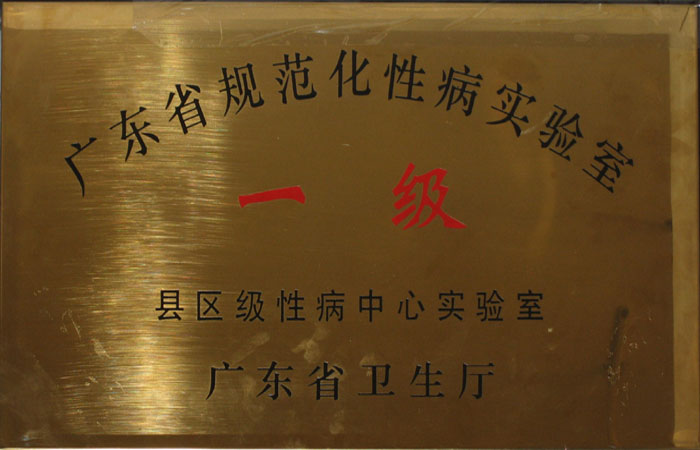 广东省规范化性病实验室
一级
县区级性病中心实验室
广东省卫生厅